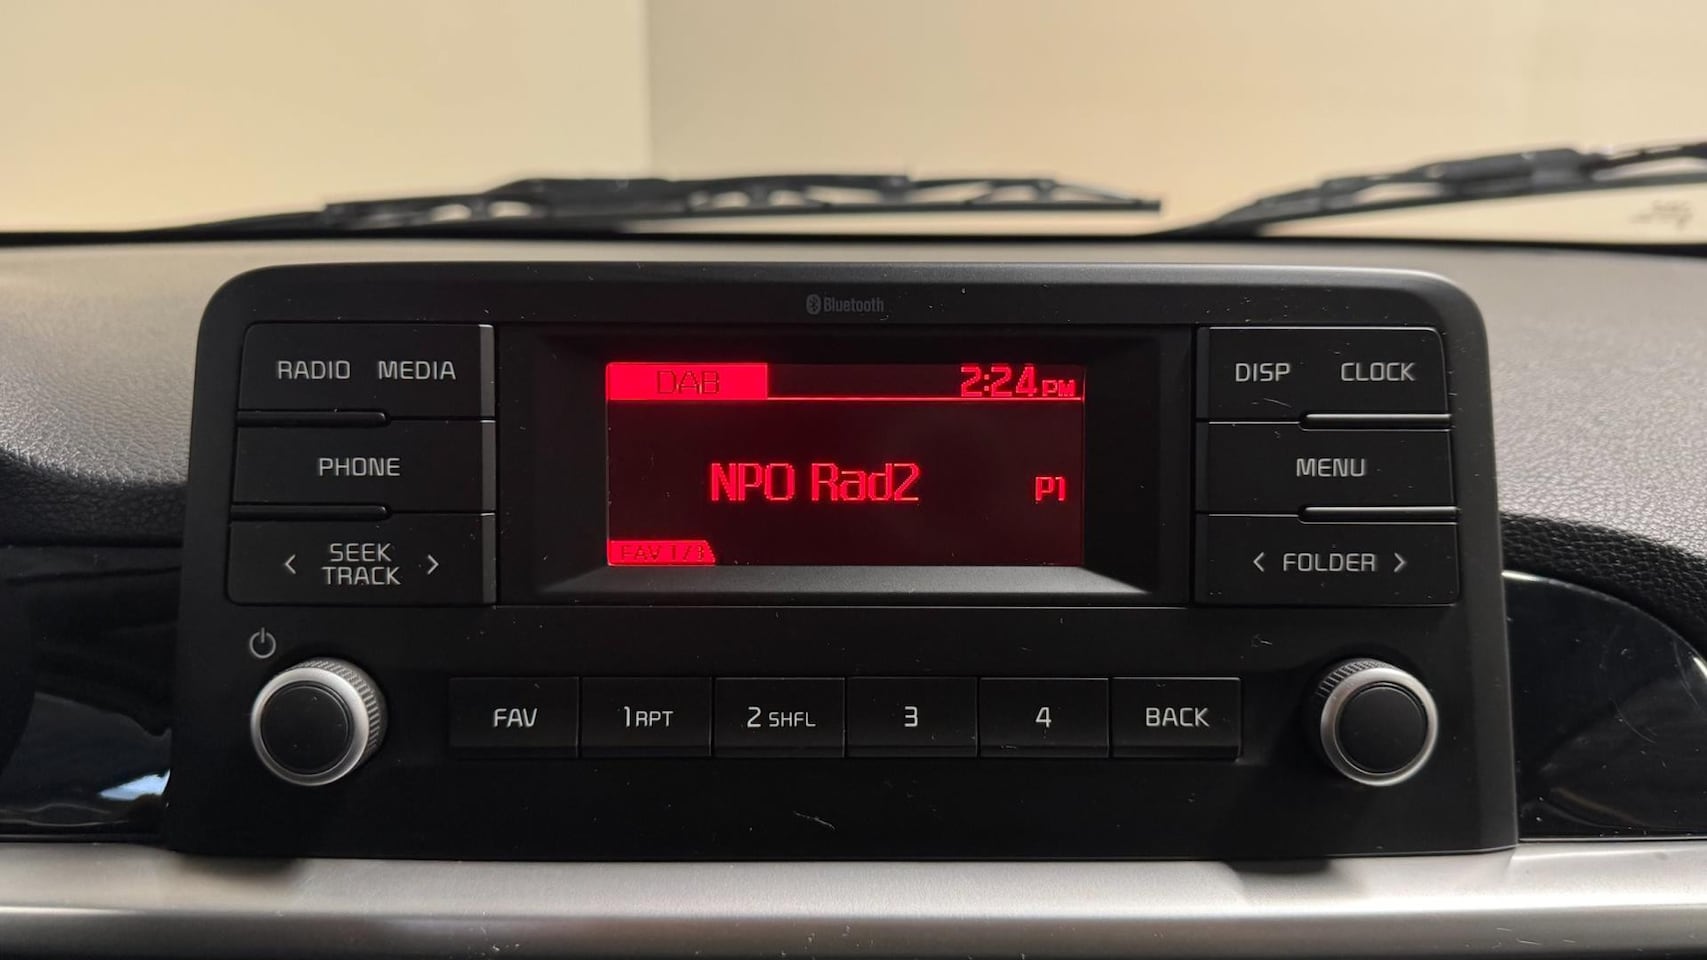 Bluetooth
RADIO MEDIA
DAB 2:24PM
DISP CLOCK
PHONE
NPO Rad2 P1
MENU
< SEEK >
TRACK
FAV 1/3
< FOLDER >
FAV 1 RPT 2 SHFL 3 4 BACK